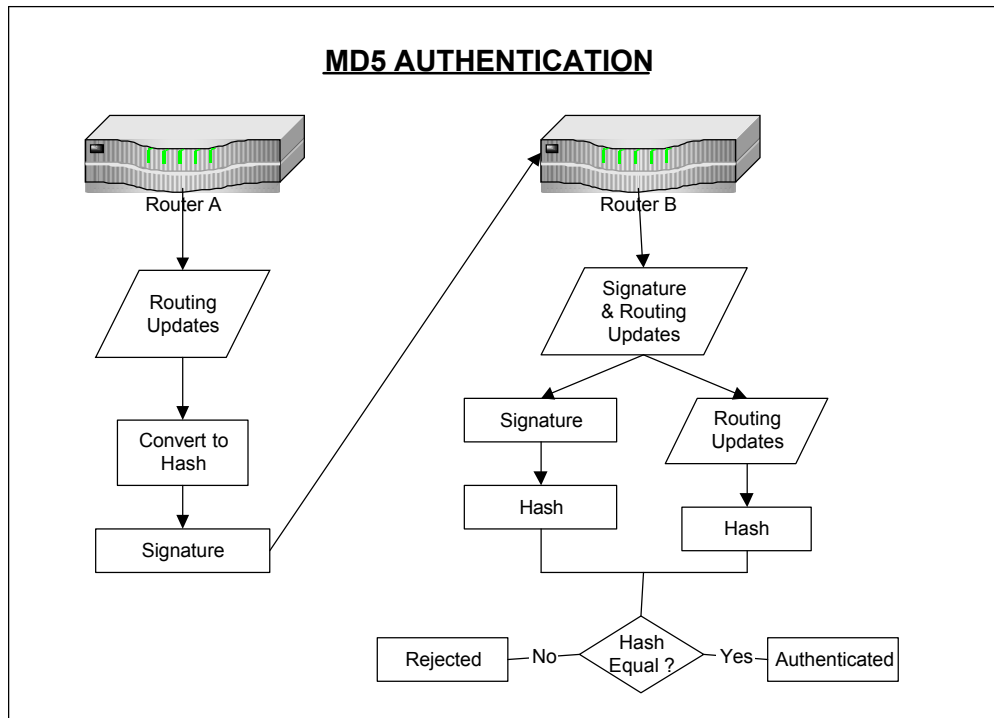 MD5 AUTHENTICATION
Router A
Routing
Updates
Convert to
Hash
Signature
Router B
Signature
& Routing
Updates
Signature
Hash
Routing
Updates
Hash
Hash
Equal ?
No
Rejected
Yes
Authenticated